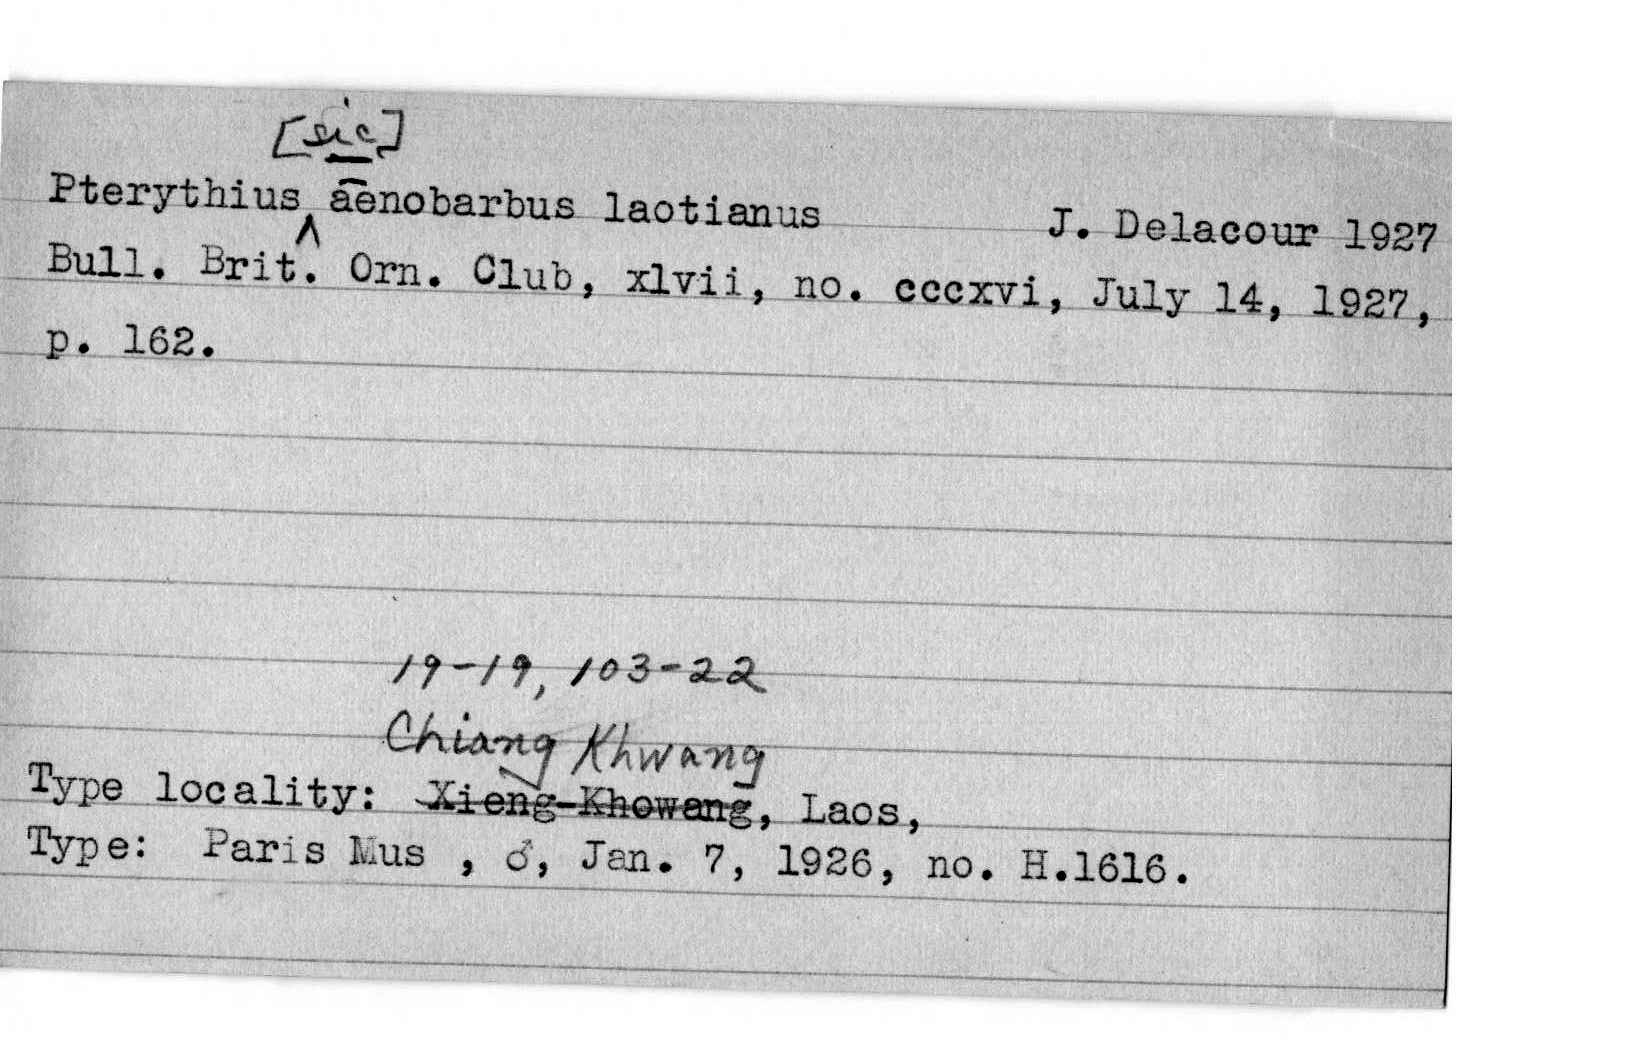 [sic]
Pterythius aenobarbus laotianus J. Delacour 1927
Bull. Brit. Orn. Club, xlvii, no. cccxvi, July 14, 1927,
p. 162.
19-19, 103-22
Chiang Khwang
Type locality: Xieng-Khowang, Laos,
Type: Paris Mus , ♂, Jan. 7, 1926, no. H.1616.